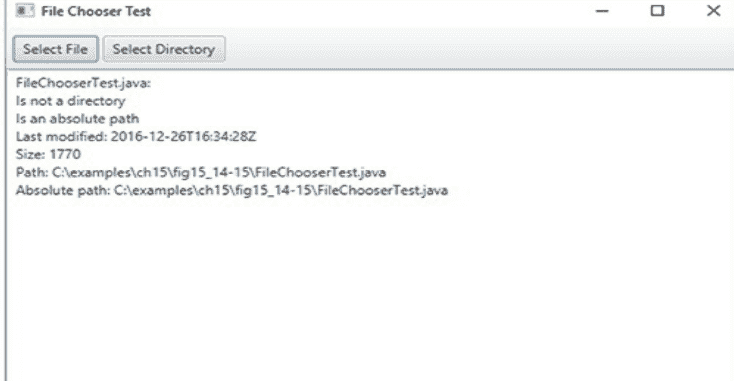 File Chooser Test
Select File Select Directory
FileChooserTest.java:
Is not a directory
Is an absolute path
Last modified: 2016-12-26T16:34:28Z
Size: 1770
Path: C:\examples\ch15\fig15_14-15\FileChooserTest.java
Absolute path: C:\examples\ch15\fig15_14-15\FileChooserTest.java